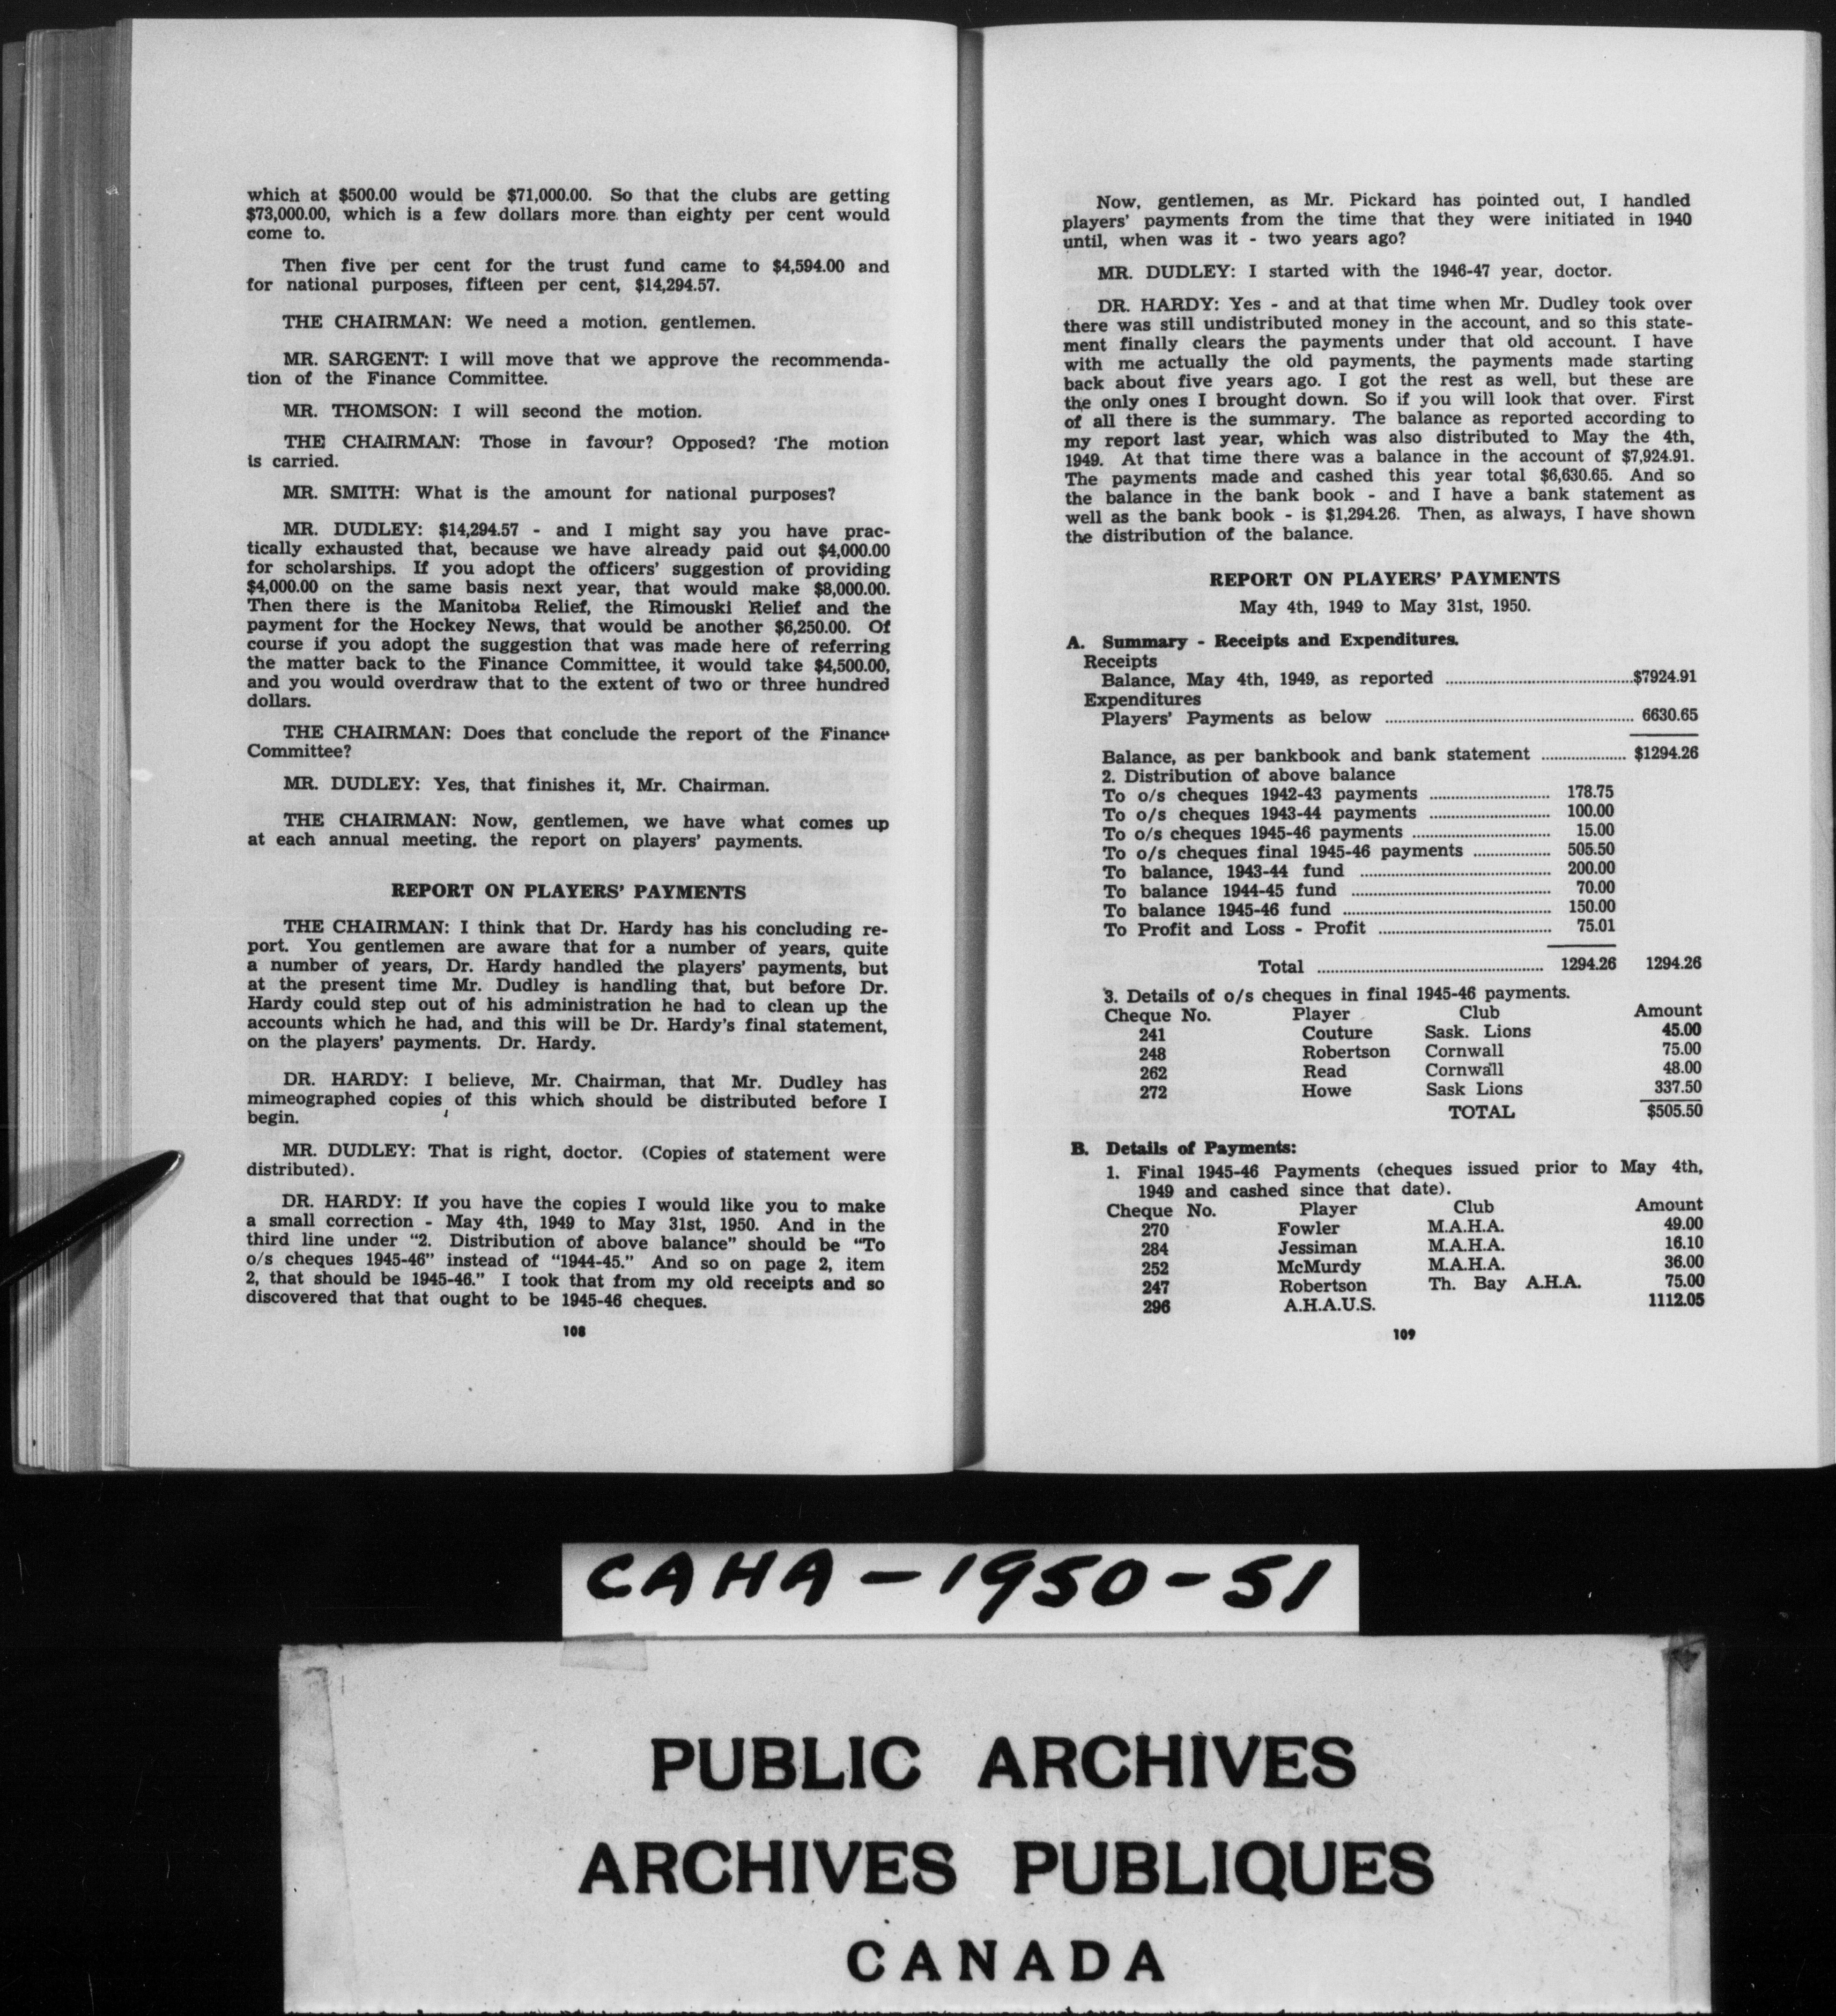 which at $500.00 would be $71,000.00. So that the clubs are getting
$73,000.00, which is a few dollars more than eighty per cent would
come to.
Then five per cent for the trust fund came to $4,594.00 and
for national purposes, fifteen per cent, $14,294.57.
THE CHAIRMAN: We need a motion, gentlemen.
MR. SARGENT: I will move that we approve the recommenda-
tion of the Finance Committee.
MR. THOMSON: I will second the motion.
THE CHAIRMAN: Those in favour? Opposed? The motion
is carried.
MR. SMITH: What is the amount for national purposes?
MR. DUDLEY: $14,294.57 - and I might say you have prac-
tically exhausted that, because we have already paid out $4,000.00
for scholarships. If you adopt the officers' suggestion of providing
$4,000.00 on the same basis next year, that would make $8,000.00.
Then there is the Manitoba Relief, the Rimouski Relief and the
payment for the Hockey News, that would be another $6,250.00. Of
course if you adopt the suggestion that was made here of referring
the matter back to the Finance Committee, it would take $4,500.00,
and you would overdraw that to the extent of two or three hundred
dollars.
THE CHAIRMAN: Does that conclude the report of the Finance
Committee?
MR. DUDLEY: Yes, that finishes it, Mr. Chairman.
THE CHAIRMAN: Now, gentlemen, we have what comes up
at each annual meeting, the report on players' payments.
REPORT ON PLAYERS' PAYMENTS
THE CHAIRMAN: I think that Dr. Hardy has his concluding re-
port. You gentlemen are aware that for a number of years, quite
a number of years, Dr. Hardy handled the players' payments, but
at the present time Mr. Dudley is handling that, but before Dr.
Hardy could step out of his administration he had to clean up the
accounts which he had, and this will be Dr. Hardy's final statement,
on the players' payments. Dr. Hardy.
DR. HARDY: I believe, Mr. Chairman, that Mr. Dudley has
mimeographed copies of this which should be distributed before I
begin.
MR. DUDLEY: That is right, doctor. (Copies of statement were
distributed).
DR. HARDY: If you have the copies I would like you to make
a small correction - May 4th, 1949 to May 31st, 1950. And in the
third line under "2. Distribution of above balance" should be "To
o/s cheques 1945-46" instead of "1944-45." And so on page 2, item
2, that should be 1945-46." I took that from my old receipts and so
discovered that that ought to be 1945-46 cheques.
108
Now, gentlemen, as Mr. Pickard has pointed out, I handled
players' payments from the time that they were initiated in 1940
until, when was it - two years ago?
MR. DUDLEY: I started with the 1946-47 year, doctor.
DR. HARDY: Yes - and at that time when Mr. Dudley took over
there was still undistributed money in the account, and so this state-
ment finally clears the payments under that old account. I have
with me actually the old payments, the payments made starting
back about five years ago. I got the rest as well, but these are
the only ones I brought down. So if you will look that over. First
of all there is the summary. The balance as reported according to
my report last year, which was also distributed to May the 4th,
1949. At that time there was a balance in the account of $7,924.91.
The payments made and cashed this year total $6,630.65. And so
the balance in the bank book - and I have a bank statement as
well as the bank book - is $1,294.26. Then, as always, I have shown
the distribution of the balance.
REPORT ON PLAYERS' PAYMENTS
May 4th, 1949 to May 31st, 1950.
A. Summary - Receipts and Expenditures.
Receipts
Balance, May 4th, 1949, as reported ............ $7924.91
Expenditures
Players' Payments as below ............ 6630.65
Balance, as per bankbook and bank statement ............ $1294.26
2. Distribution of above balance
To o/s cheques 1942-43 payments ............ 178.75
To o/s cheques 1943-44 payments ............ 100.00
To o/s cheques 1945-46 payments ............ 15.00
To o/s cheques final 1945-46 payments ............ 505.50
To balance, 1943-44 fund ............ 200.00
To balance 1944-45 fund ............ 70.00
To balance 1945-46 fund ............ 150.00
To Profit and Loss - Profit ............ 75.01
Total ............ 1294.26 1294.26
3. Details of o/s cheques in final 1945-46 payments.
Cheque No. Player Club Amount
241 Couture Sask. Lions 45.00
248 Robertson Cornwall 75.00
262 Read Cornwall 48.00
272 Howe Sask Lions 337.50
TOTAL $505.50
B. Details of Payments:
1. Final 1945-46 Payments (cheques issued prior to May 4th,
1949 and cashed since that date).
Cheque No. Player Club Amount
270 Fowler M.A.H.A. 49.00
284 Jessiman M.A.H.A. 16.10
252 McMurdy M.A.H.A. 36.00
247 Robertson Th. Bay A.H.A. 75.00
296 A.H.A.U.S. 1112.05
109
CAHA-1950-51
PUBLIC ARCHIVES
ARCHIVES PUBLIQUES
CANADA